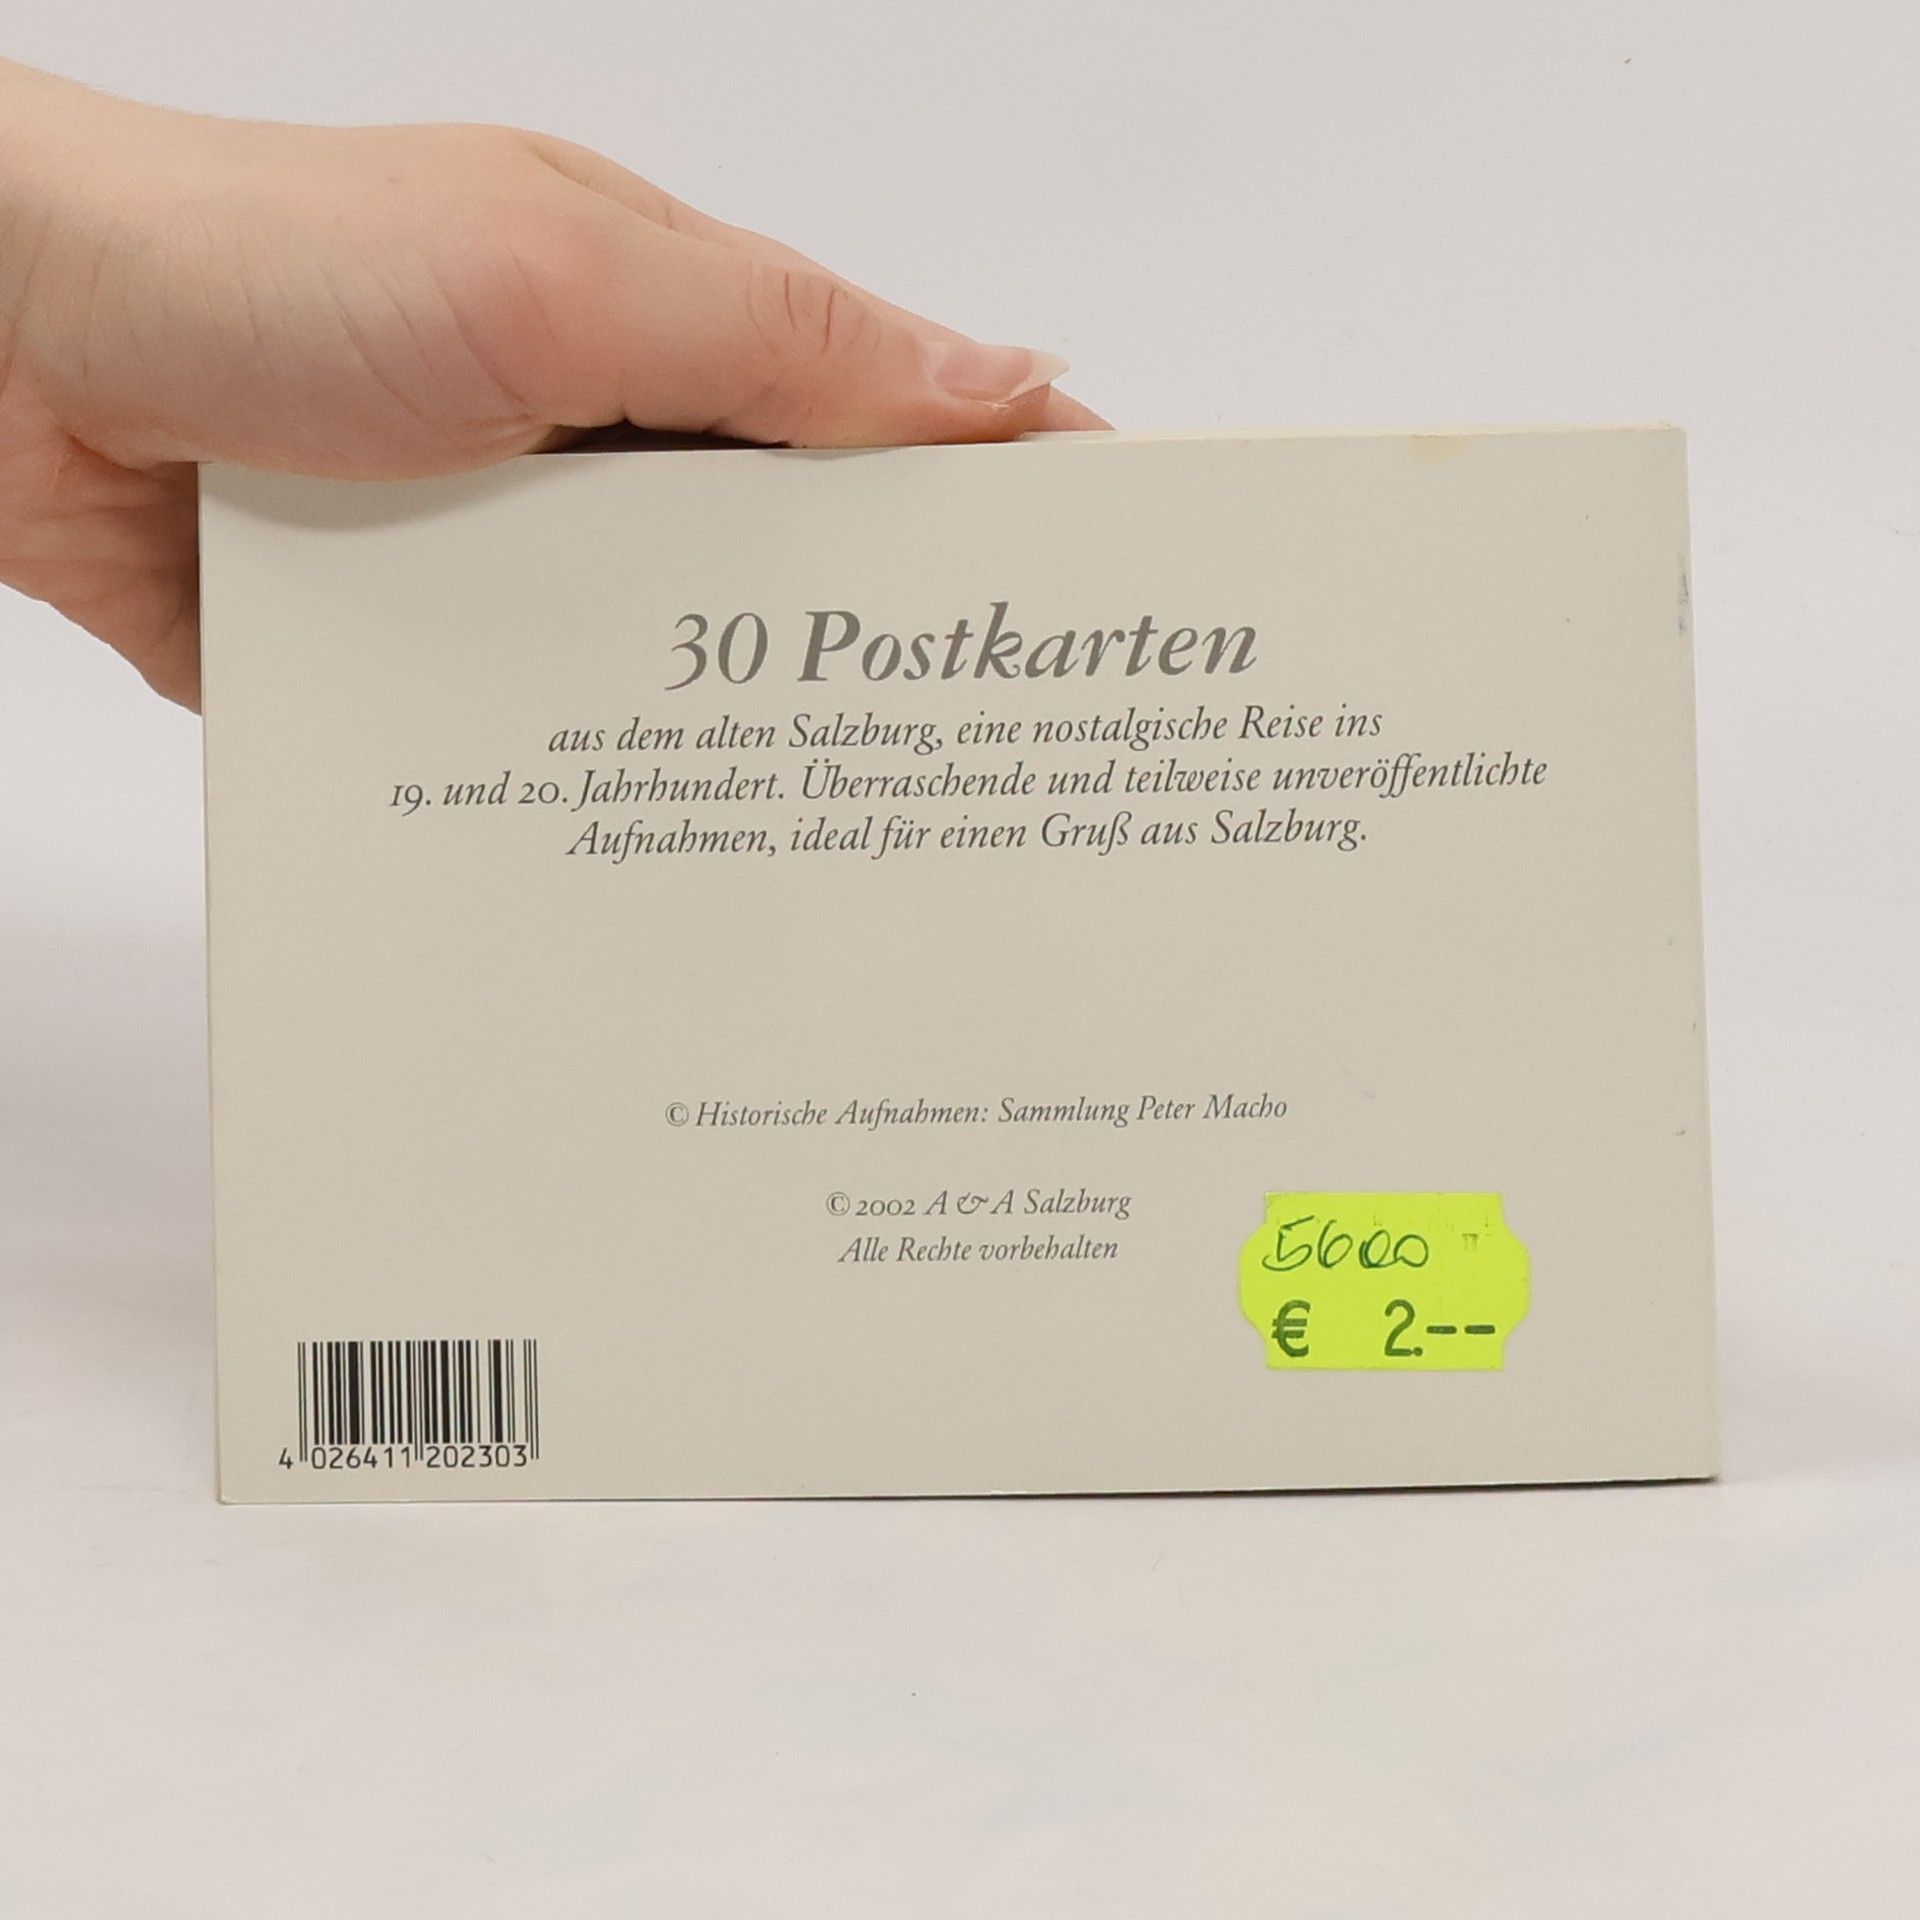 30 Postkarten
aus dem alten Salzburg, eine nostalgische Reise ins
19. und 20. Jahrhundert. Überraschende und teilweise unveröffentlichte
Aufnahmen, ideal für einen Gruß aus Salzburg.
© Historische Aufnahmen: Sammlung Peter Macho
© 2002 A & A Salzburg
Alle Rechte vorbehalten
5600
€ 2.--
4 026411 202303